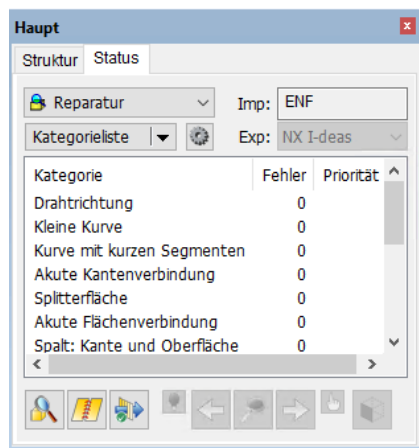 Haupt
Struktur Status
Reparatur Imp: ENF
Kategorieliste Exp: NX I-deas
Kategorie Fehler Priorität
Drahtrichtung 0
Kleine Kurve 0
Kurve mit kurzen Segmenten 0
Akute Kantenverbindung 0
Splitterfläche 0
Akute Flächenverbindung 0
Spalt: Kante und Oberfläche 0